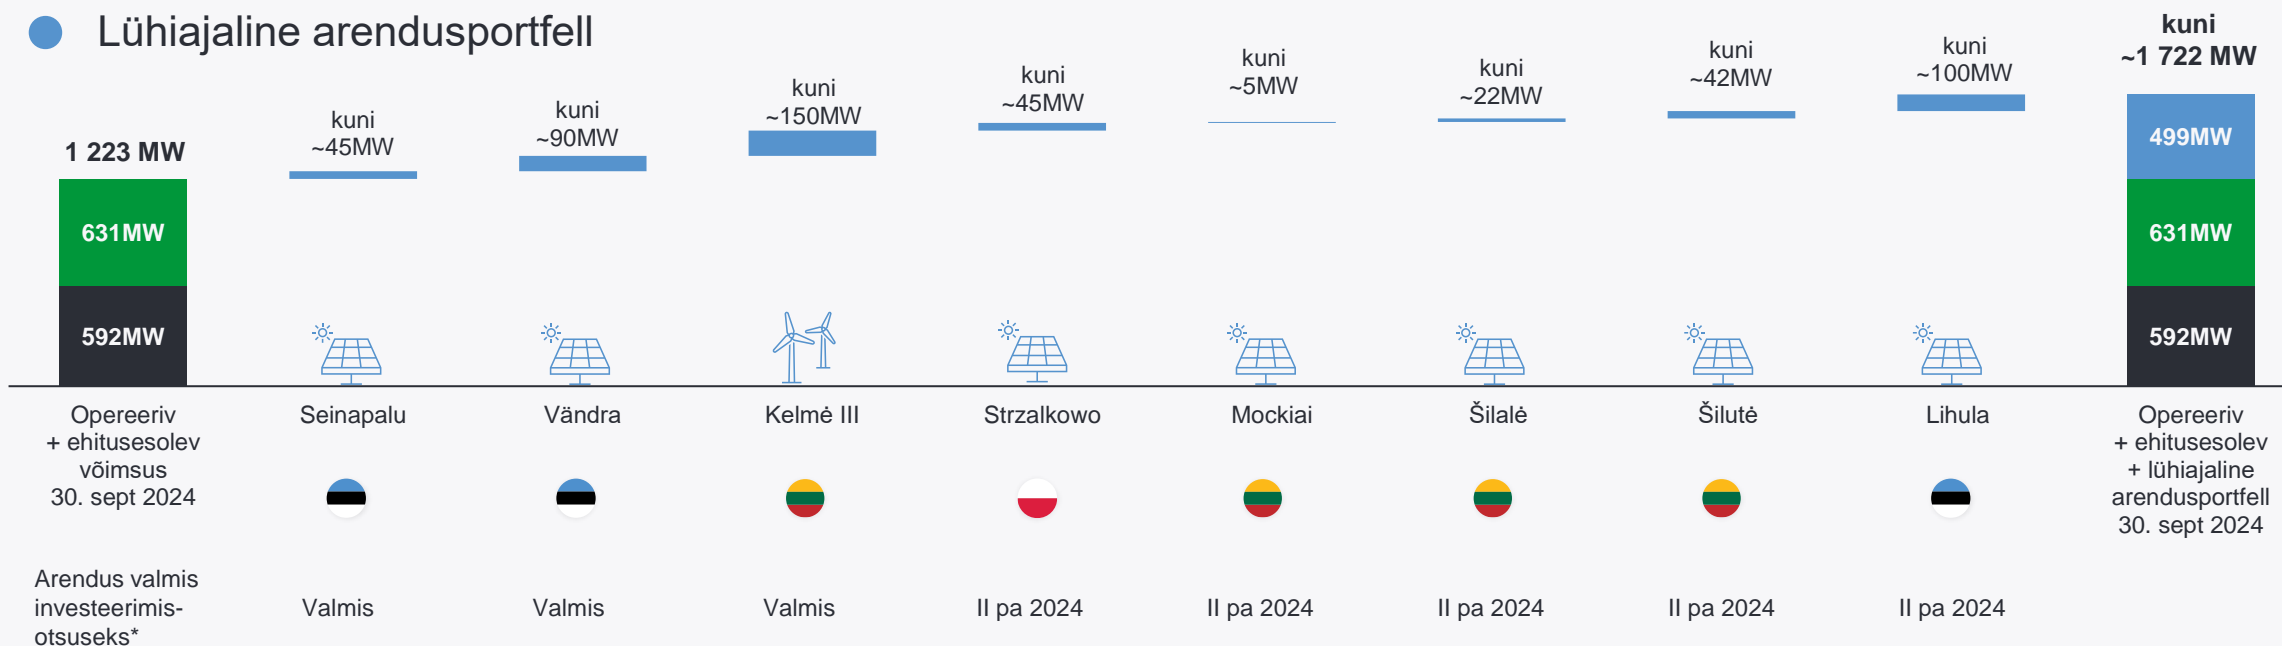 Lühiajaline arendusportfell
1 223 MW
631MW
592MW
kuni
~45MW
kuni
~90MW
kuni
~150MW
kuni
~45MW
kuni
~5MW
kuni
~22MW
kuni
~42MW
kuni
~100MW
kuni
~1 722 MW
499MW
631MW
592MW
Opereeriv
+ ehitusesolev
võimsus
30. sept 2024
Seinapalu
Vändra
Kelmė III
Strzalkowo
Mockiai
Šilalė
Šilutė
Lihula
Opereeriv
+ ehitusesolev
+ lühiajaline
arendusportfell
30. sept 2024
Arendus valmis
investeerimis-
otsuseks*
Valmis
Valmis
Valmis
II pa 2024
II pa 2024
II pa 2024
II pa 2024
II pa 2024